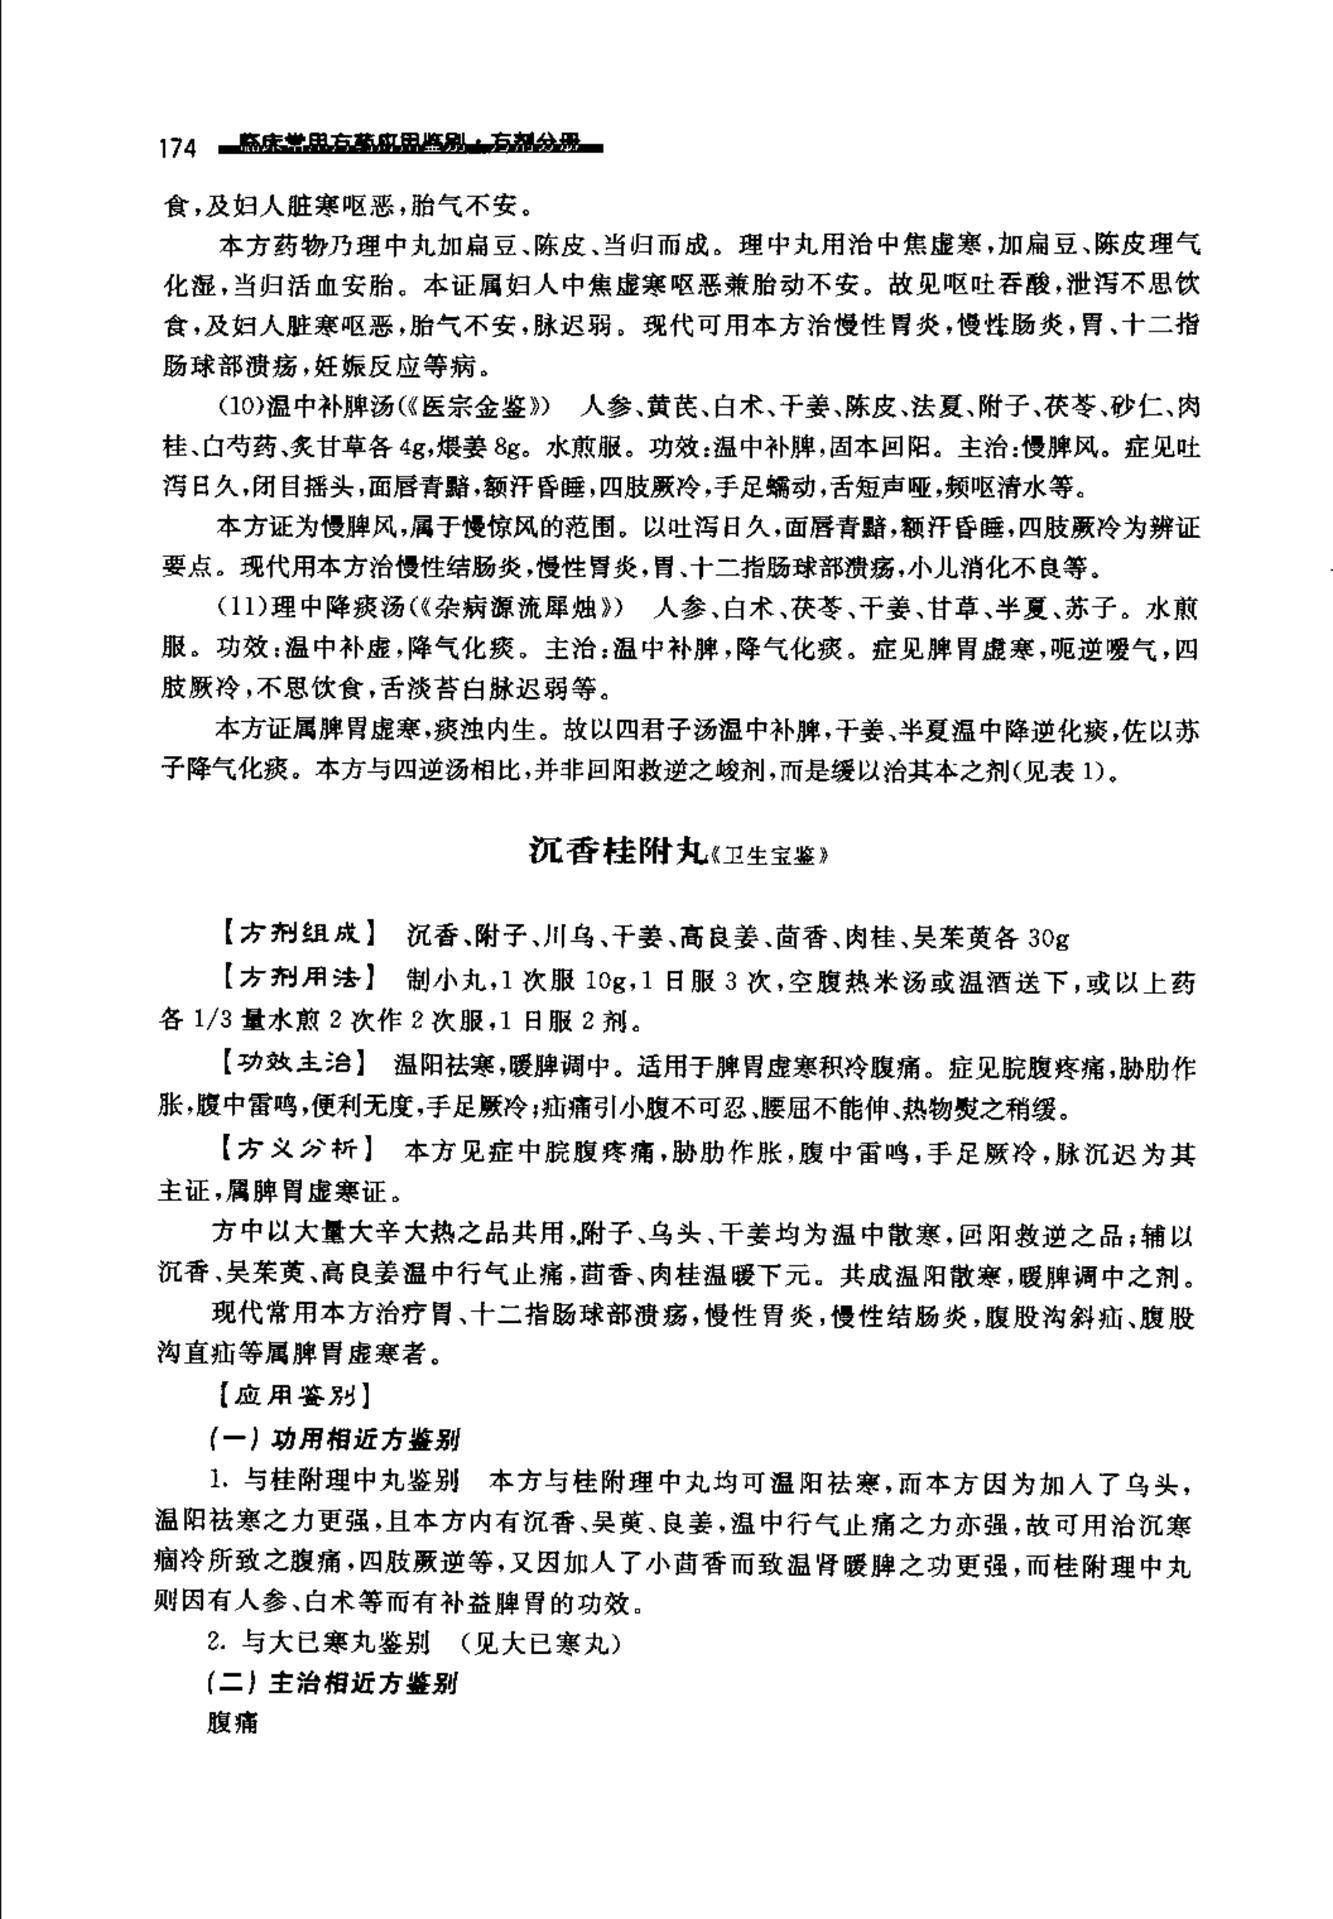 174 临床常用方药应用鉴别·方剂分册
食,及妇人脏寒呕恶,胎气不安。
本方药物乃理中丸加扁豆、陈皮、当归而成。理中丸用治中焦虚寒,加扁豆、陈皮理气
化湿,当归活血安胎。本证属妇人中焦虚寒呕恶兼胎动不安。故见呕吐吞酸,泄泻不思饮
食,及妇人脏寒呕恶,胎气不安,脉迟弱。现代可用本方治慢性胃炎,慢性肠炎,胃、十二指
肠球部溃疡,妊娠反应等病。
(10)温中补脾汤(《医宗金鉴》) 人参、黄芪、白术、干姜、陈皮、法夏、附子、茯苓、砂仁、肉
桂、白芍药、炙甘草各 4g,煨姜 8g。水煎服。功效:温中补脾,固本回阳。主治:慢脾风。症见吐
泻日久,闭目摇头,面唇青黯,额汗昏睡,四肢厥冷,手足蠕动,舌短声哑,频呕清水等。
本方证为慢脾风,属于慢惊风的范围。以吐泻日久,面唇青黯,额汗昏睡,四肢厥冷为辨证
要点。现代用本方治慢性结肠炎,慢性胃炎,胃、十二指肠球部溃疡,小儿消化不良等。
(11)理中降痰汤(《杂病源流犀烛》) 人参、白术、茯苓、干姜、甘草、半夏、苏子。水煎
服。功效:温中补虚,降气化痰。主治:温中补脾,降气化痰。症见脾胃虚寒,呃逆嗳气,四
肢厥冷,不思饮食,舌淡苔白脉迟弱等。
本方证属脾胃虚寒,痰浊内生。故以四君子汤温中补脾,干姜、半夏温中降逆化痰,佐以苏
子降气化痰。本方与四逆汤相比,并非回阳救逆之峻剂,而是缓以治其本之剂(见表 1)。
沉香桂附丸《卫生宝鉴》
【方剂组成】 沉香、附子、川乌、干姜、高良姜、茴香、肉桂、吴茱萸各 30g
【方剂用法】 制小丸,1 次服 10g,1 日服 3 次,空腹热米汤或温酒送下,或以上药
各 1/3 量水煎 2 次作 2 次服,1 日服 2 剂。
【功效主治】 温阳祛寒,暖脾调中。适用于脾胃虚寒积冷腹痛。症见脘腹疼痛,胁肋作
胀,腹中雷鸣,便利无度,手足厥冷;疝痛引小腹不可忍、腰屈不能伸、热物熨之稍缓。
【方义分析】 本方见症中脘腹疼痛,胁肋作胀,腹中雷鸣,手足厥冷,脉沉迟为其
主证,属脾胃虚寒证。
方中以大量大辛大热之品共用,附子、乌头、干姜均为温中散寒,回阳救逆之品;辅以
沉香、吴茱萸、高良姜温中行气止痛,茴香、肉桂温暖下元。共成温阳散寒,暖脾调中之剂。
现代常用本方治疗胃、十二指肠球部溃疡,慢性胃炎,慢性结肠炎,腹股沟斜疝、腹股
沟直疝等属脾胃虚寒者。
【应用鉴别】
(一) 功用相近方鉴别
1. 与桂附理中丸鉴别 本方与桂附理中丸均可温阳祛寒,而本方因为加入了乌头,
温阳祛寒之力更强,且本方内有沉香、吴萸、良姜,温中行气止痛之力亦强,故可用治沉寒
痼冷所致之腹痛,四肢厥逆等,又因加入了小茴香而致温肾暖脾之功更强,而桂附理中丸
则因有人参、白术等而有补益脾胃的功效。
2. 与大已寒丸鉴别 (见大已寒丸)
(二) 主治相近方鉴别
腹痛